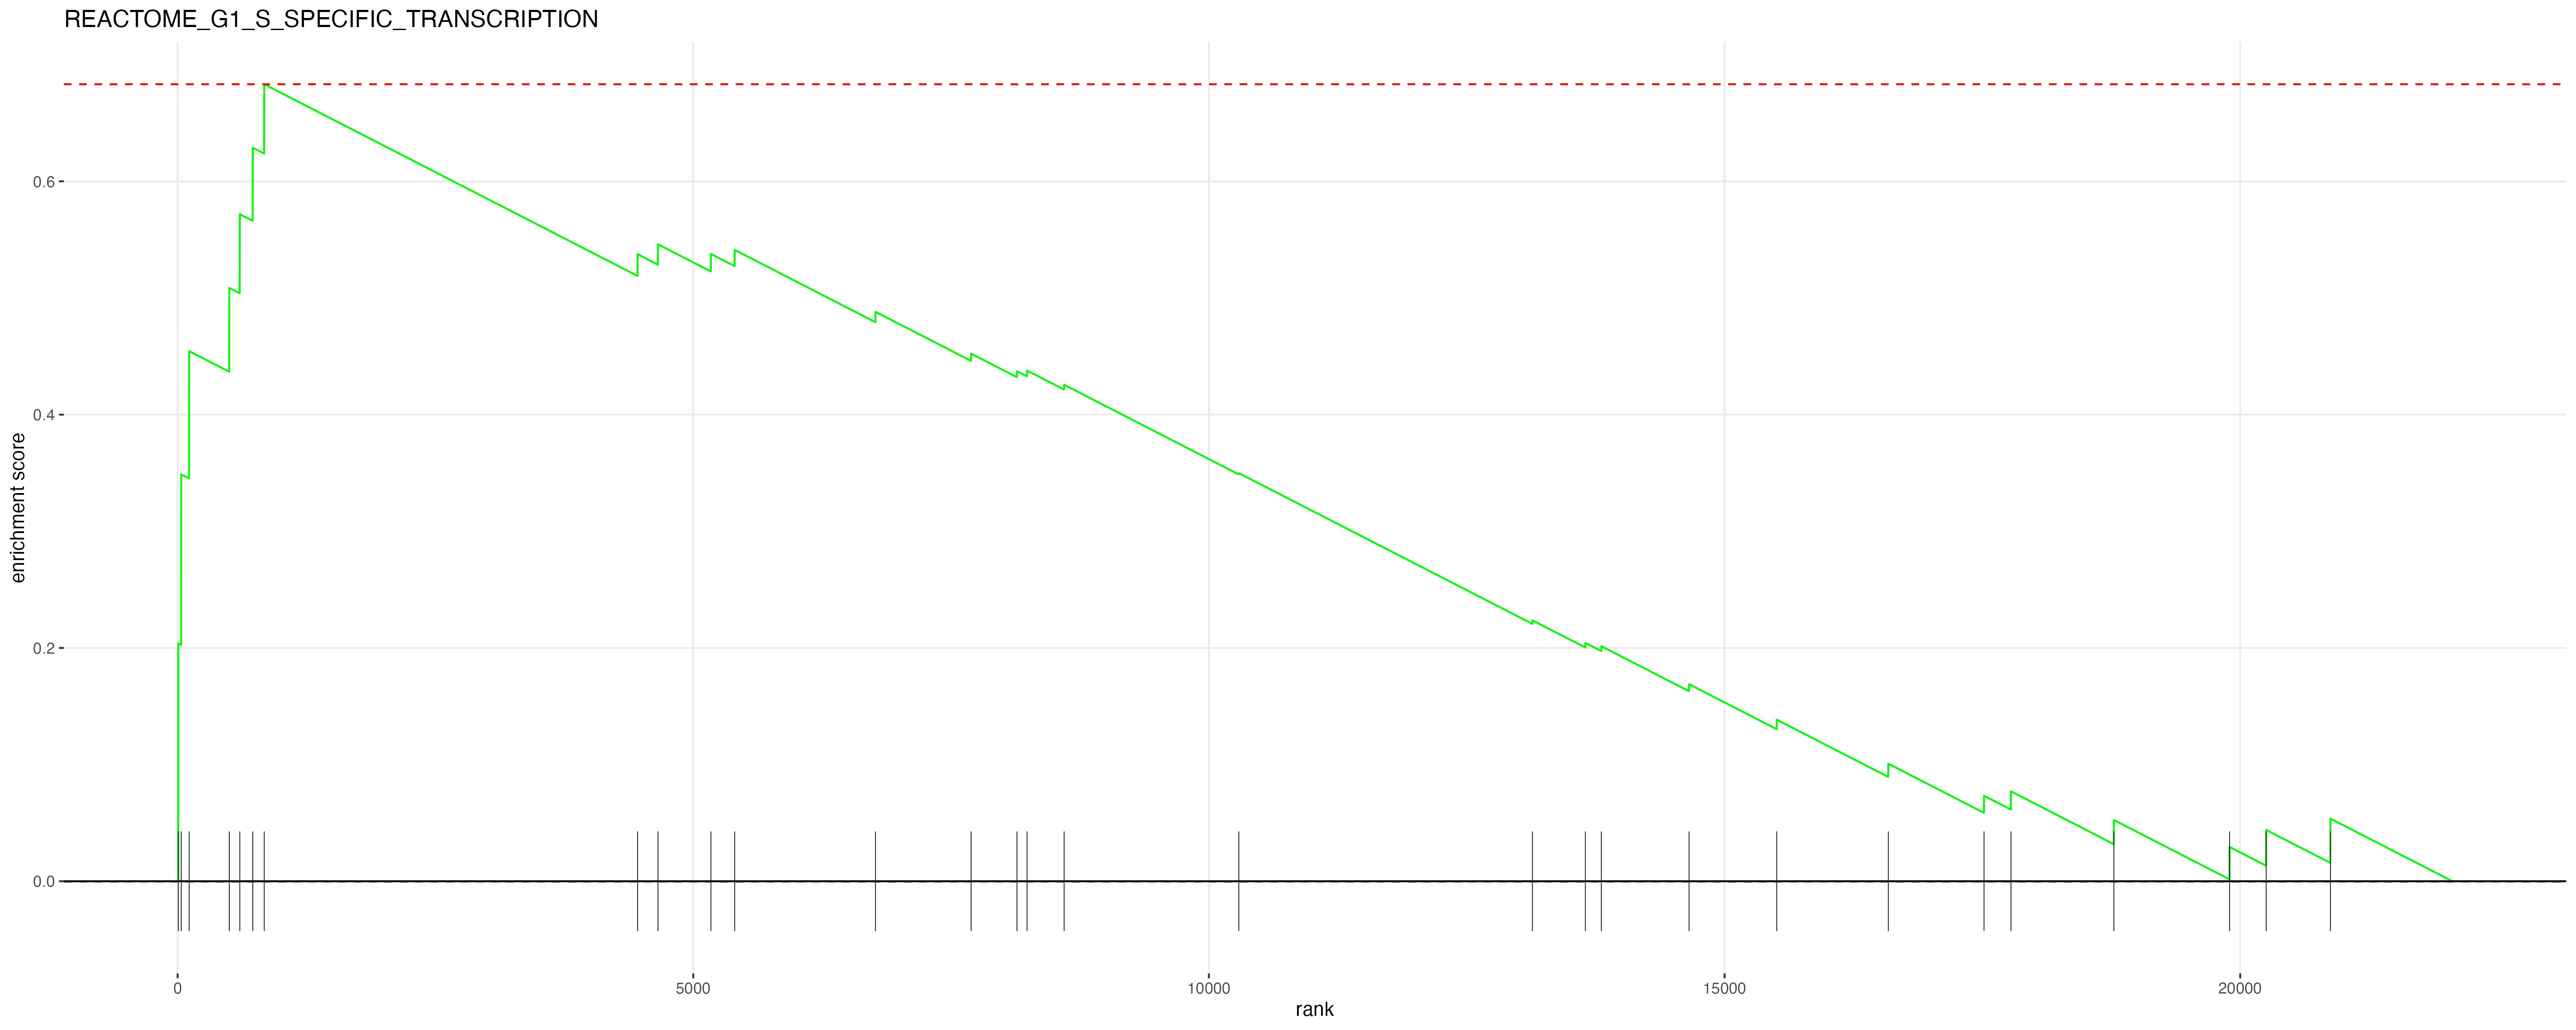 REACTOME_G1_S_SPECIFIC_TRANSCRIPTION
0.6
0.4
0.2
0.0
enrichment score
0 5000 10000 15000 20000
rank